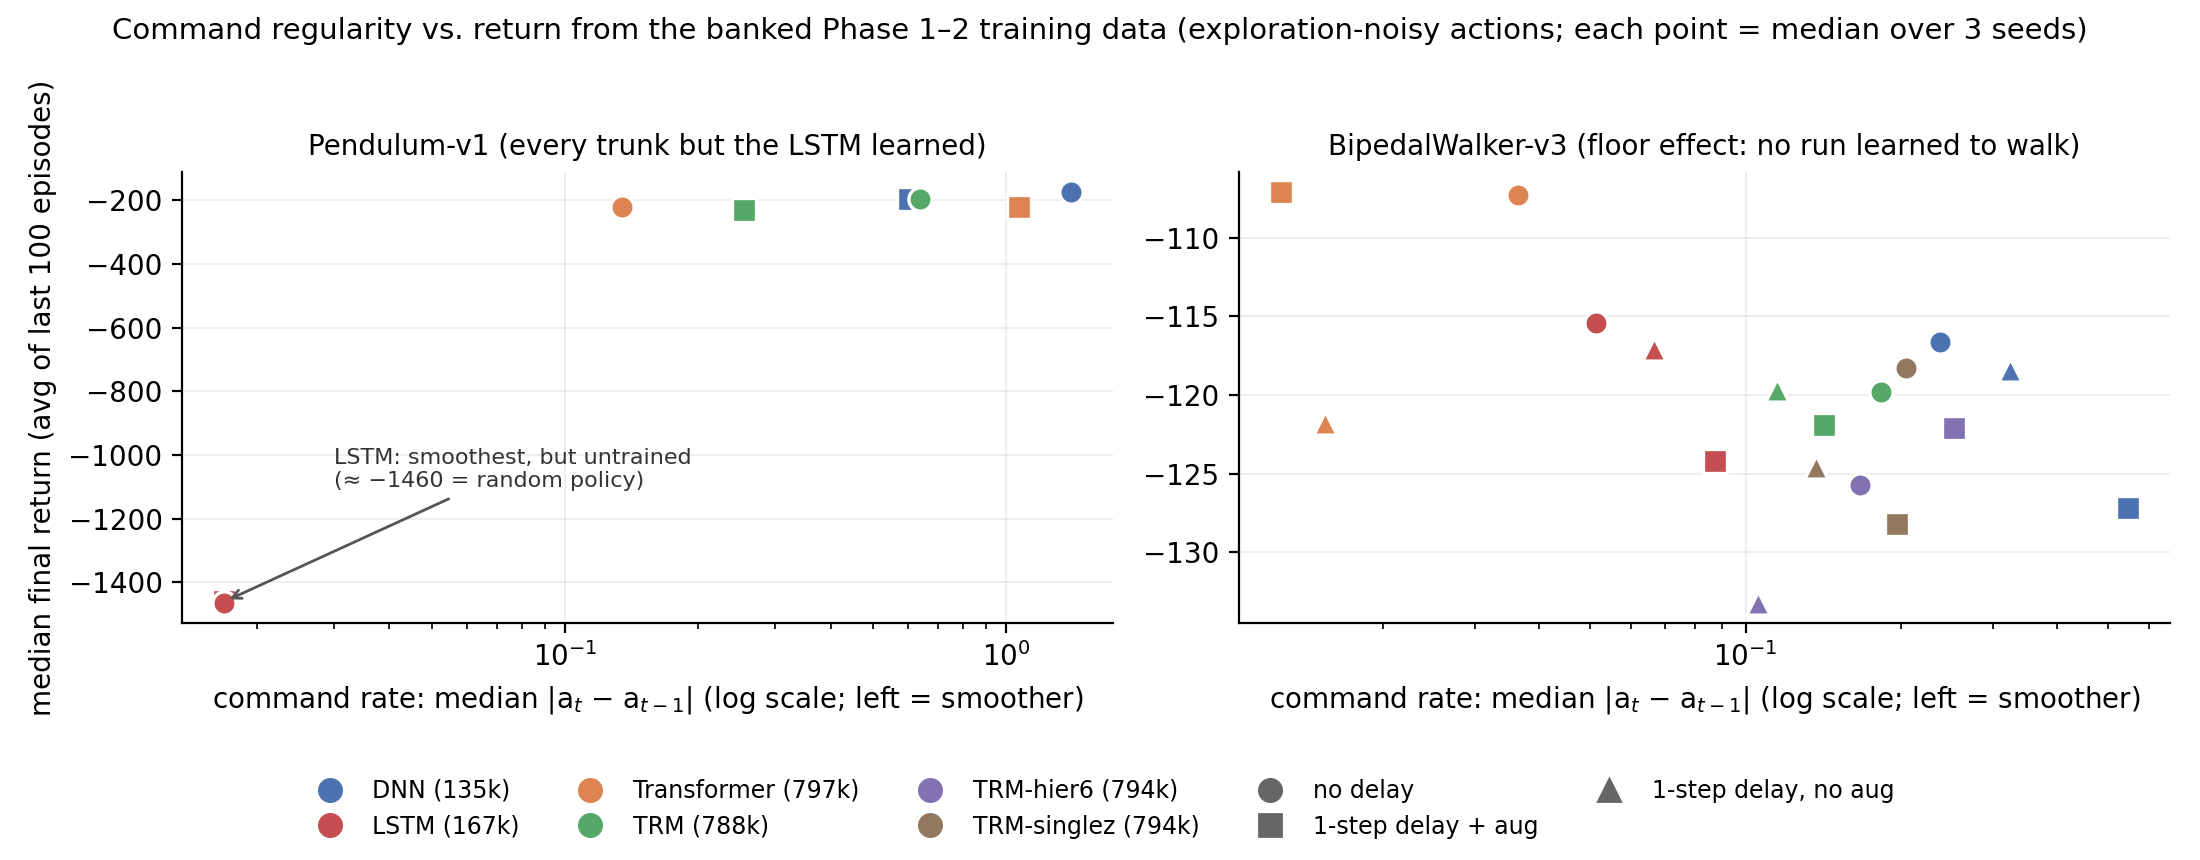 Command regularity vs. return from the banked Phase 1–2 training data (exploration-noisy actions; each point = median over 3 seeds)
median final return (avg of last 100 episodes)
Pendulum-v1 (every trunk but the LSTM learned)
−200
−400
−600
−800
−1000
−1200
−1400
LSTM: smoothest, but untrained
(≈ −1460 = random policy)
10⁻¹
10⁰
command rate: median |aₜ − aₜ₋₁| (log scale; left = smoother)
BipedalWalker-v3 (floor effect: no run learned to walk)
−110
−115
−120
−125
−130
10⁻¹
command rate: median |aₜ − aₜ₋₁| (log scale; left = smoother)
DNN (135k)
LSTM (167k)
Transformer (797k)
TRM (788k)
TRM-hier6 (794k)
TRM-singlez (794k)
no delay
1-step delay + aug
1-step delay, no aug